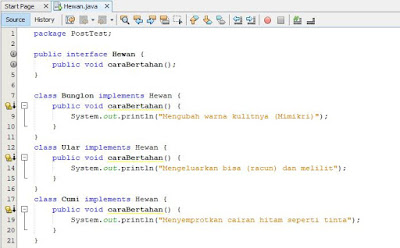 Start Page
Hewan.java
Source
History
1 package PostTest;
2
3 public interface Hewan {
4 public void caraBertahan();
5 }
6
7 class Bunglon implements Hewan {
8 public void caraBertahan() {
9 System.out.println("Mengubah warna kulitnya (Mimikri)");
10 }
11 }
12 class Ular implements Hewan {
13 public void caraBertahan() {
14 System.out.println("Mengeluarkan bisa (racun) dan melilit");
15 }
16 }
17 class Cumi implements Hewan {
18 public void caraBertahan() {
19 System.out.println("Menyemprotkan cairan hitam seperti tinta");
20 }
21 }